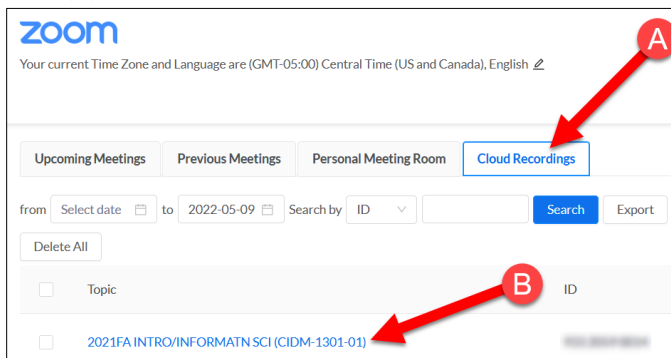 zoom
A
Your current Time Zone and Language are (GMT-05:00) Central Time (US and Canada), English
Upcoming Meetings Previous Meetings Personal Meeting Room Cloud Recordings
from Select date to 2022-05-09 Search by ID Search Export
Delete All
B
Topic ID
2021FA INTRO/INFORMATN SCI (CIDM-1301-01)